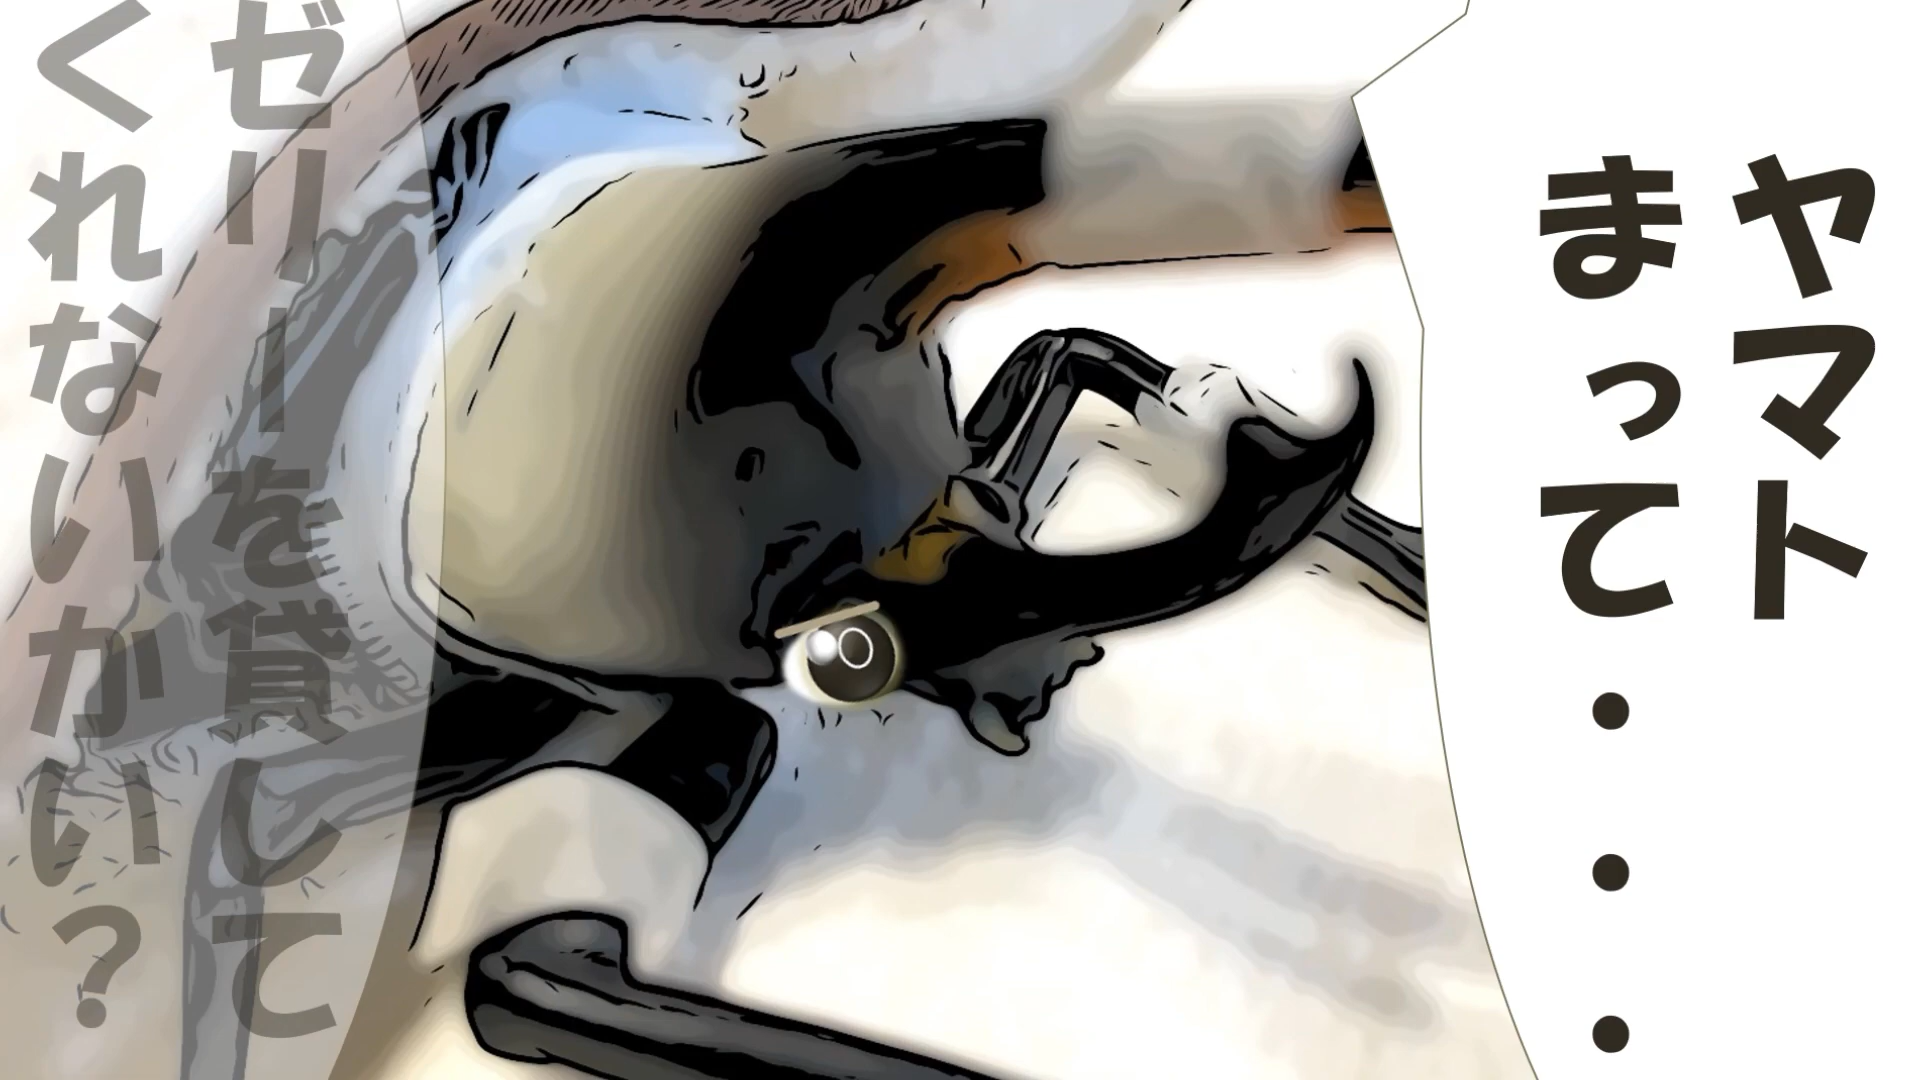 ヤマト
まって・・・
ゼリーを貸して
くれないかい？